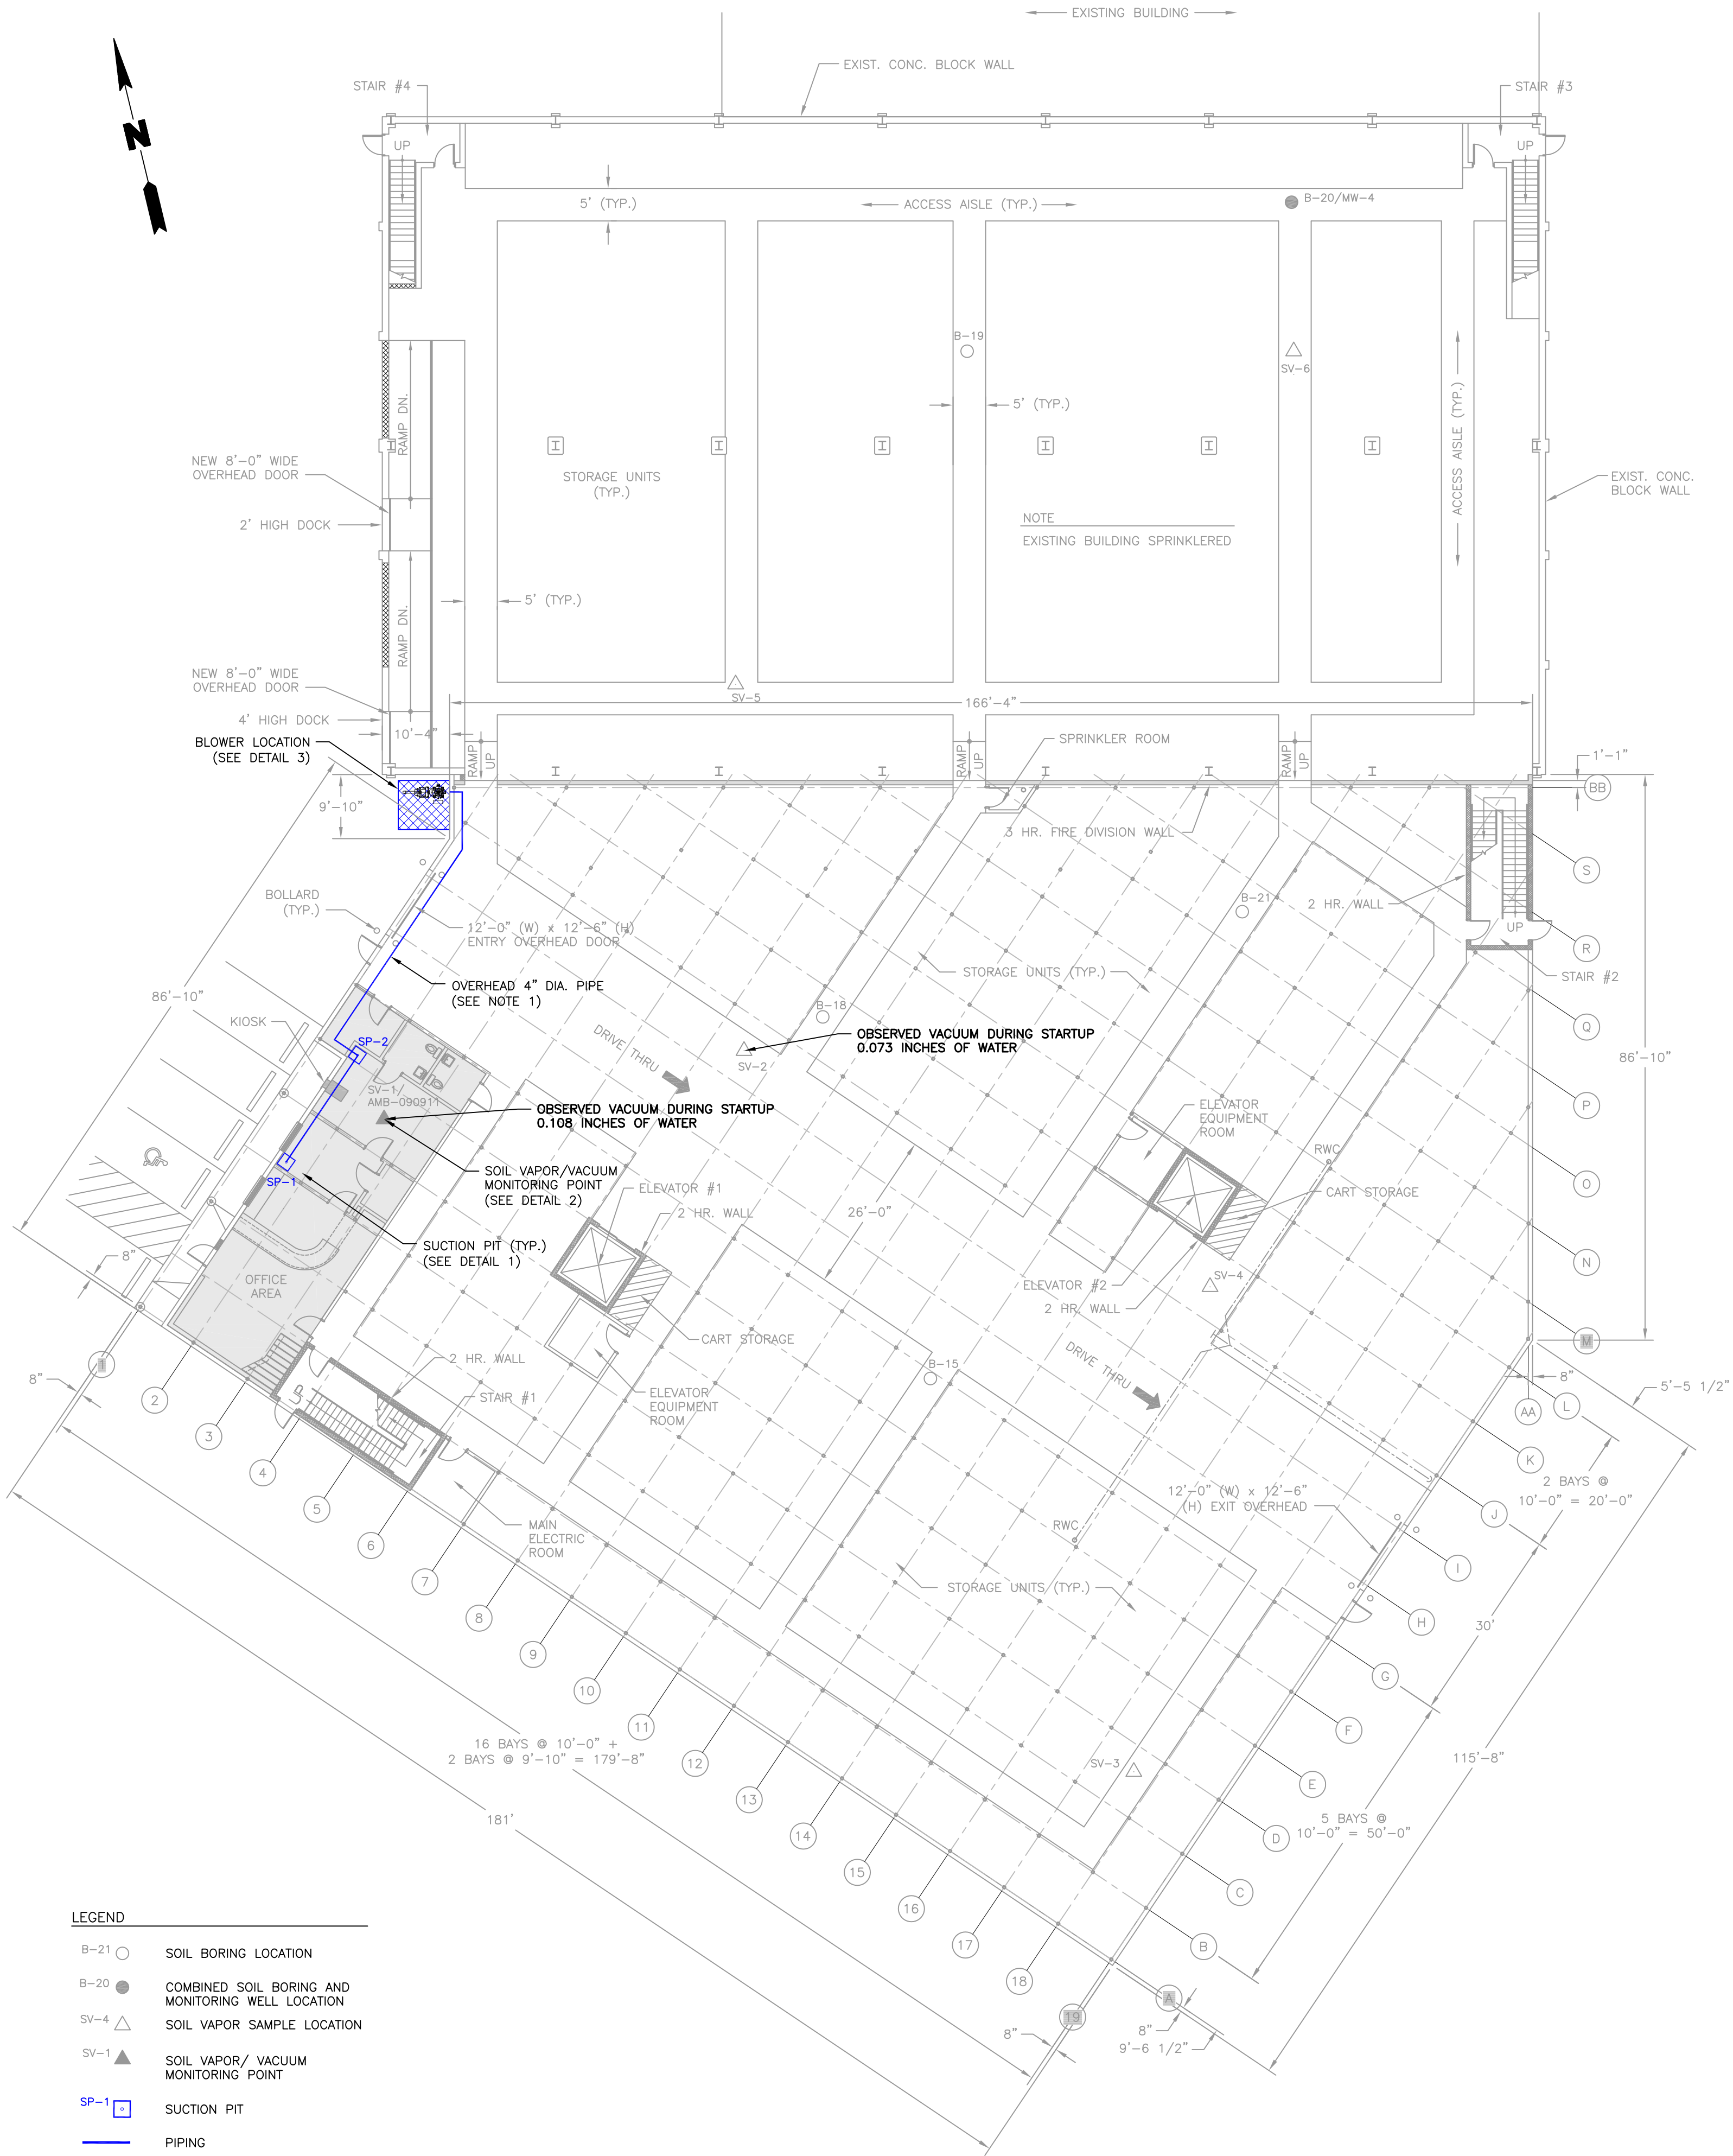 EXISTING BUILDING
EXIST. CONC. BLOCK WALL
STAIR #4
STAIR #3
N
UP
UP
5' (TYP.)
ACCESS AISLE (TYP.)
B-20/MW-4
B-19
SV-6
5' (TYP.)
RAMP DN.
ACCESS AISLE (TYP.)
NEW 8'-0" WIDE
OVERHEAD DOOR
STORAGE UNITS
(TYP.)
EXIST. CONC.
BLOCK WALL
2' HIGH DOCK
NOTE
EXISTING BUILDING SPRINKLERED
5' (TYP.)
RAMP DN.
NEW 8'-0" WIDE
OVERHEAD DOOR
SV-5
166'-4"
4' HIGH DOCK
10'-4"
BLOWER LOCATION
(SEE DETAIL 3)
RAMP
UP
RAMP
UP
RAMP
UP
SPRINKLER ROOM
1'-1"
BB
9'-10"
3 HR. FIRE DIVISION WALL
S
BOLLARD
(TYP.)
B-21
2 HR. WALL
12'-0" (W) x 12'-6" (H)
ENTRY OVERHEAD DOOR
UP
R
STORAGE UNITS (TYP.)
STAIR #2
86'-10"
OVERHEAD 4" DIA. PIPE
(SEE NOTE 1)
B-18
Q
KIOSK
SP-2
DRIVE THRU
OBSERVED VACUUM DURING STARTUP
0.073 INCHES OF WATER
SV-2
86'-10"
SV-1/
AMB-090911
OBSERVED VACUUM DURING STARTUP
0.108 INCHES OF WATER
ELEVATOR
EQUIPMENT
ROOM
P
RWC
SOIL VAPOR/VACUUM
MONITORING POINT
(SEE DETAIL 2)
SP-1
ELEVATOR #1
CART STORAGE
O
2 HR. WALL
26'-0"
SUCTION PIT (TYP.)
(SEE DETAIL 1)
8"
OFFICE
AREA
ELEVATOR #2
SV-4
N
2 HR. WALL
CART STORAGE
M
DRIVE THRU
1
2 HR. WALL
B-15
8"
8"
5'-5 1/2"
2
UP
STAIR #1
ELEVATOR
EQUIPMENT
ROOM
AA
L
3
K
4
2 BAYS @
10'-0" = 20'-0"
12'-0" (W) x 12'-6"
(H) EXIT OVERHEAD
5
J
MAIN
ELECTRIC
ROOM
RWC
6
I
7
STORAGE UNITS (TYP.)
8
H
30'
9
G
10
F
11
16 BAYS @ 10'-0" +
2 BAYS @ 9'-10" = 179'-8"
12
SV-3
115'-8"
13
E
181'
14
5 BAYS @
10'-0" = 50'-0"
D
15
C
16
17
B
18
A
19
8"
8"
9'-6 1/2"
LEGEND
B-21
SOIL BORING LOCATION
B-20
COMBINED SOIL BORING AND
MONITORING WELL LOCATION
SV-4
SOIL VAPOR SAMPLE LOCATION
SV-1
SOIL VAPOR/ VACUUM
MONITORING POINT
SP-1
SUCTION PIT
PIPING